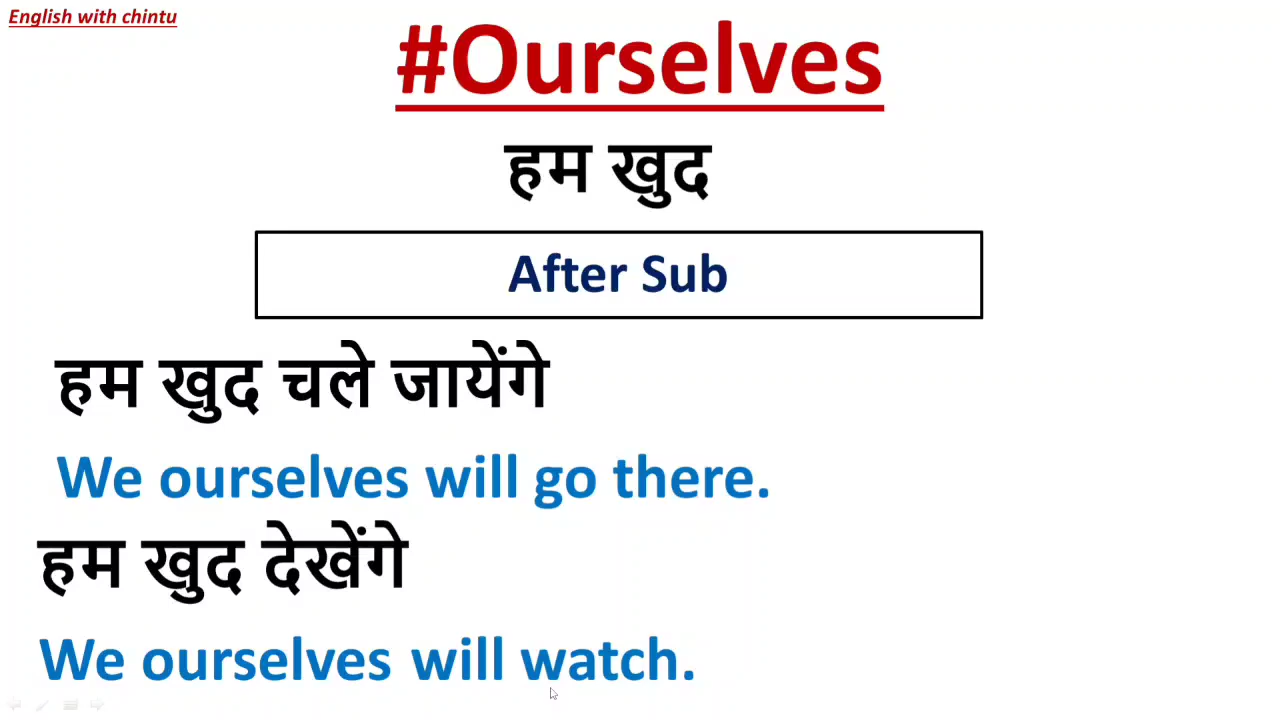 English with chintu
#Ourselves
हम खुद
After Sub
हम खुद चले जायेंगे
We ourselves will go there.
हम खुद देखेंगे
We ourselves will watch.